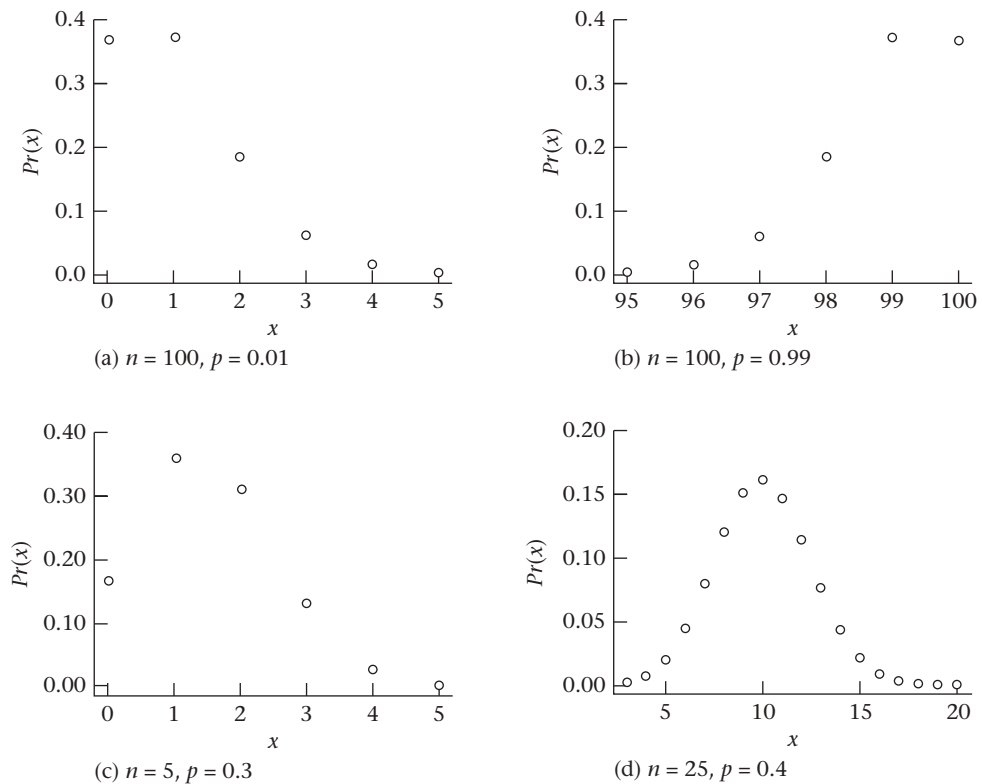 0.4
0.3
0.2
0.1
0.0
Pr(x)
0 1 2 3 4 5
x
(a) n = 100, p = 0.01
0.4
0.3
0.2
0.1
0.0
Pr(x)
95 96 97 98 99 100
x
(b) n = 100, p = 0.99
0.40
0.30
0.20
0.10
0.00
Pr(x)
0 1 2 3 4 5
x
(c) n = 5, p = 0.3
0.20
0.15
0.10
0.05
0.00
Pr(x)
5 10 15 20
x
(d) n = 25, p = 0.4